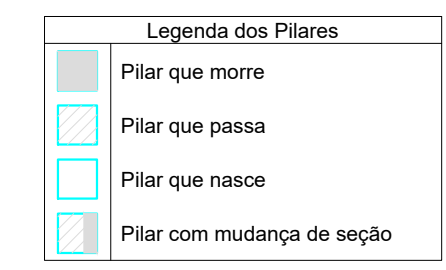 Legenda dos Pilares
Pilar que morre
Pilar que passa
Pilar que nasce
Pilar com mudança de seção